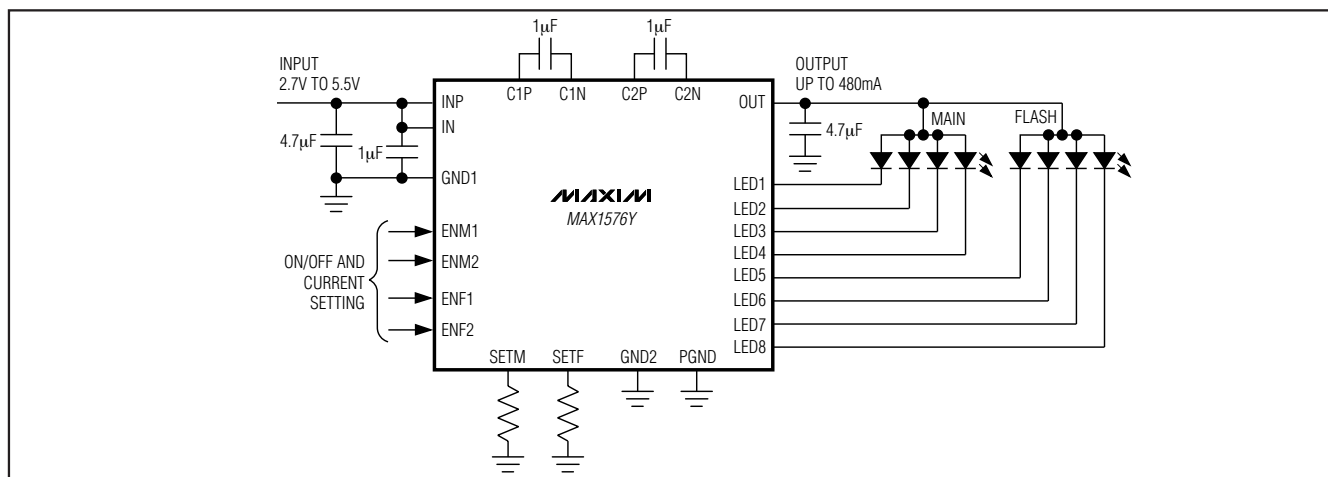 1µF
1µF
INPUT
2.7V TO 5.5V
OUTPUT
UP TO 480mA
C1P
C1N
C2P
C2N
INP
OUT
IN
4.7µF
1µF
GND1
4.7µF
MAIN
FLASH
MAXIM
MAX1576Y
LED1
LED2
LED3
LED4
LED5
LED6
LED7
LED8
ON/OFF AND
CURRENT
SETTING
ENM1
ENM2
ENF1
ENF2
SETM
SETF
GND2
PGND